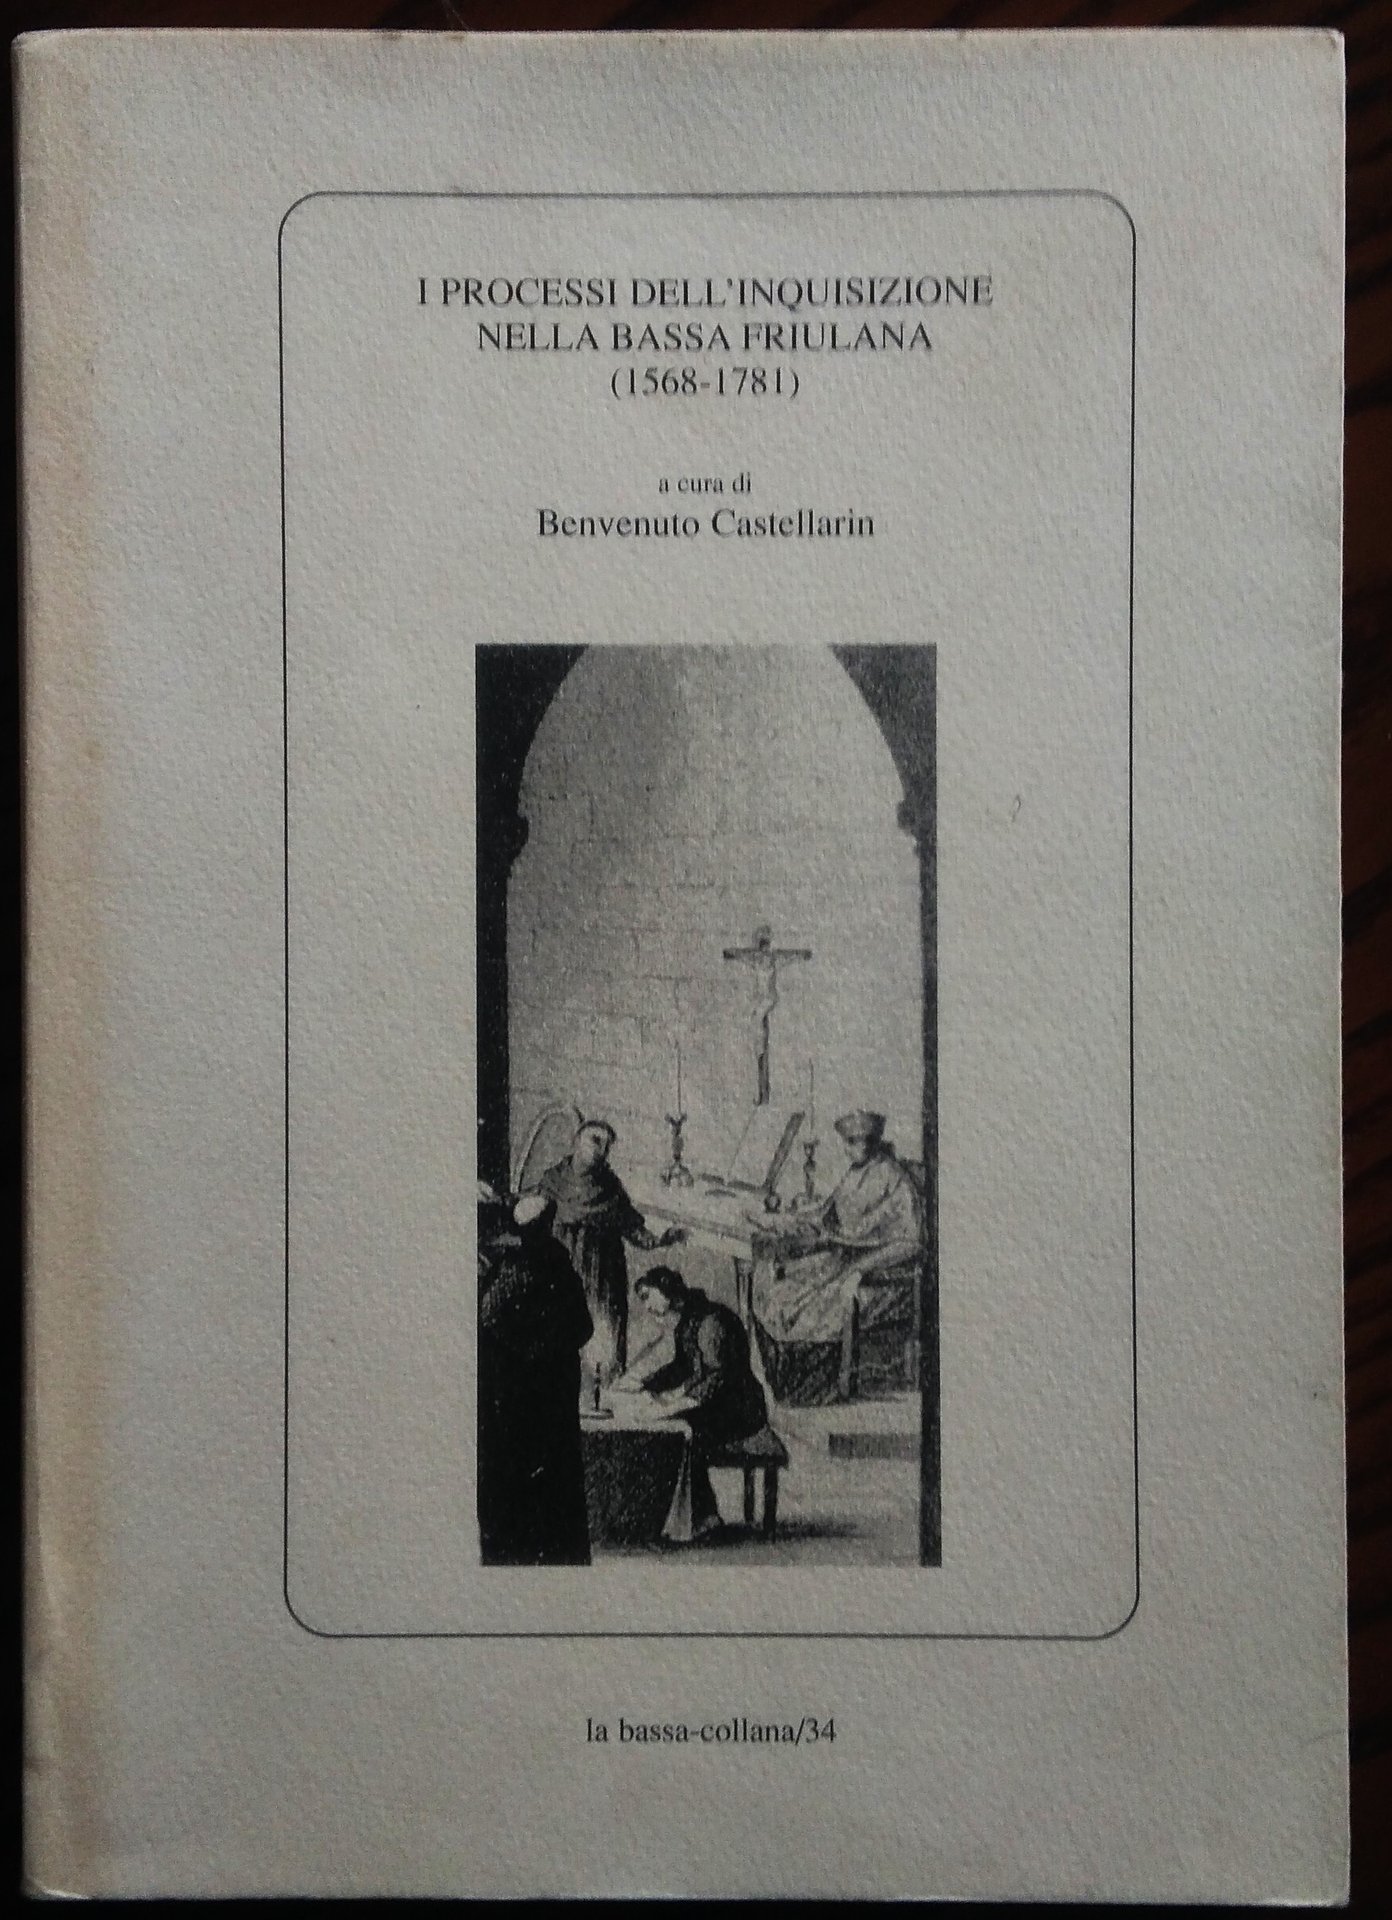 I PROCESSI DELL'INQUISIZIONE
NELLA BASSA FRIULANA
(1568-1781)
a cura di
Benvenuto Castellarin
la bassa-collana/34